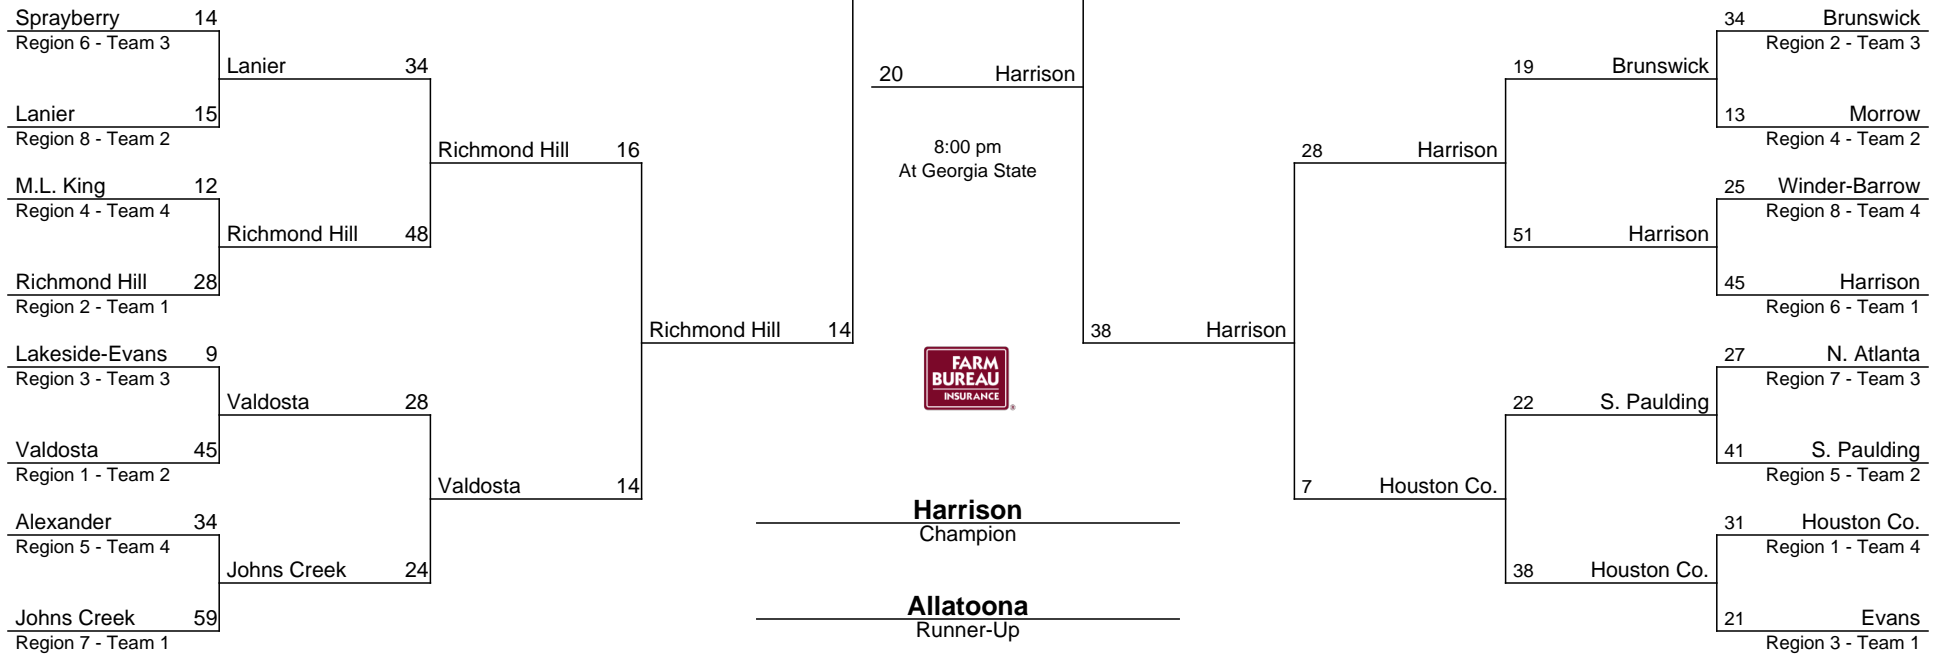 Sprayberry 14
Region 6 - Team 3
Lanier 15
Region 8 - Team 2
M.L. King 12
Region 4 - Team 4
Richmond Hill 28
Region 2 - Team 1
Lakeside-Evans 9
Region 3 - Team 3
Valdosta 45
Region 1 - Team 2
Alexander 34
Region 5 - Team 4
Johns Creek 59
Region 7 - Team 1
Lanier 34
Richmond Hill 48
Valdosta 28
Johns Creek 24
Richmond Hill 16
Valdosta 14
Richmond Hill 14
20 Harrison
8:00 pm
At Georgia State
FARM
BUREAU
INSURANCE
®
Harrison
Champion
Allatoona
Runner-Up
38 Harrison
28 Harrison
7 Houston Co.
19 Brunswick
51 Harrison
22 S. Paulding
38 Houston Co.
34 Brunswick
Region 2 - Team 3
13 Morrow
Region 4 - Team 2
25 Winder-Barrow
Region 8 - Team 4
45 Harrison
Region 6 - Team 1
27 N. Atlanta
Region 7 - Team 3
41 S. Paulding
Region 5 - Team 2
31 Houston Co.
Region 1 - Team 4
21 Evans
Region 3 - Team 1